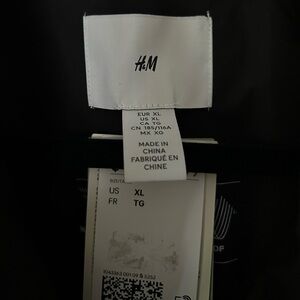 H&M
EUR XL
US XL
CA TG
CN 185/116A
MX XG
MADE IN
CHINA
FABRIQUÉ EN
CHINE
US XL
FR TG